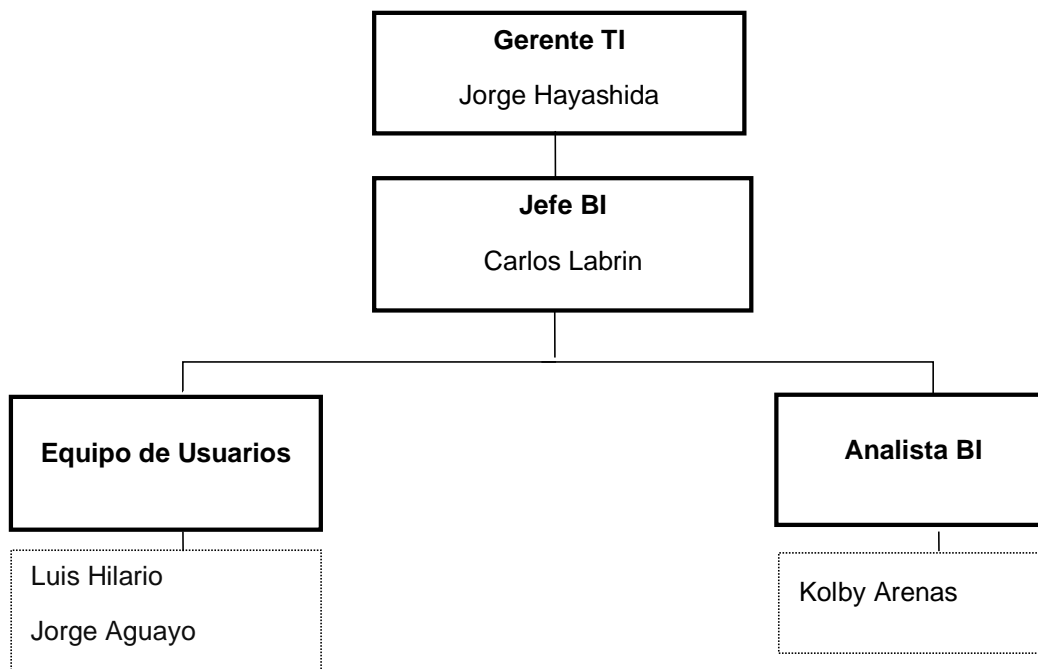 Gerente TI
Jorge Hayashida
Jefe BI
Carlos Labrin
Equipo de Usuarios
Luis Hilario
Jorge Aguayo
Analista BI
Kolby Arenas